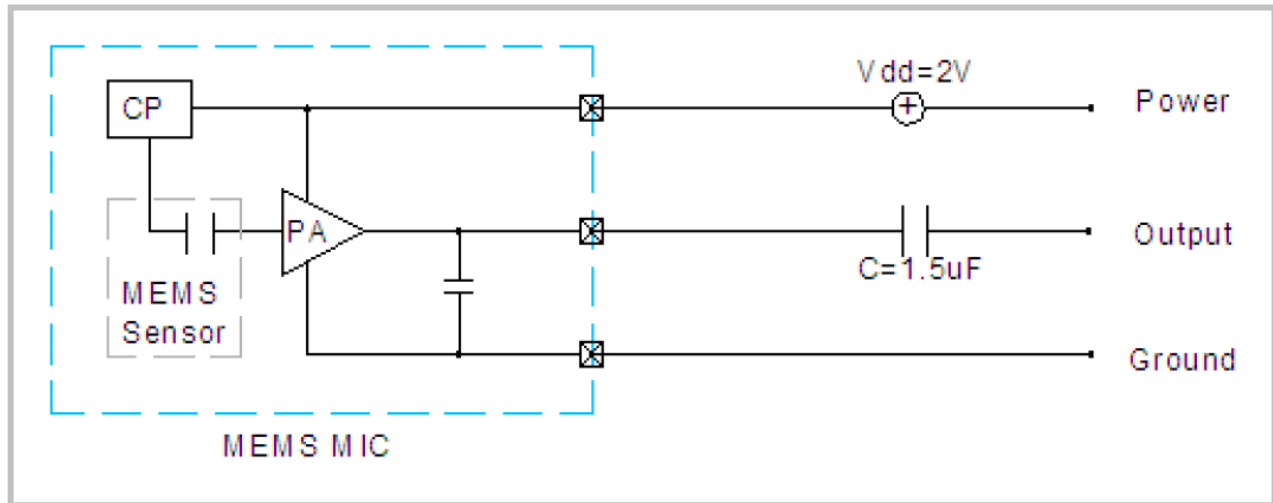 Vdd=2V
CP
Power
PA
Output
C=1.5uF
MEMS
Sensor
Ground
MEMS MIC